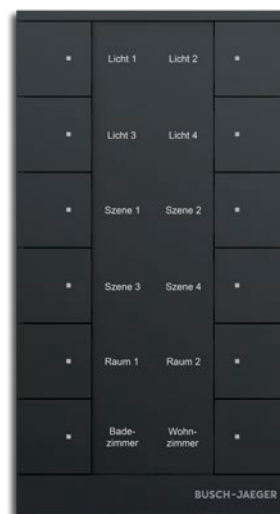 Licht 1 Licht 2
Licht 3 Licht 4
Szene 1 Szene 2
Szene 3 Szene 4
Raum 1 Raum 2
Bade- Wohn-
zimmer zimmer
BUSCH-JAEGER